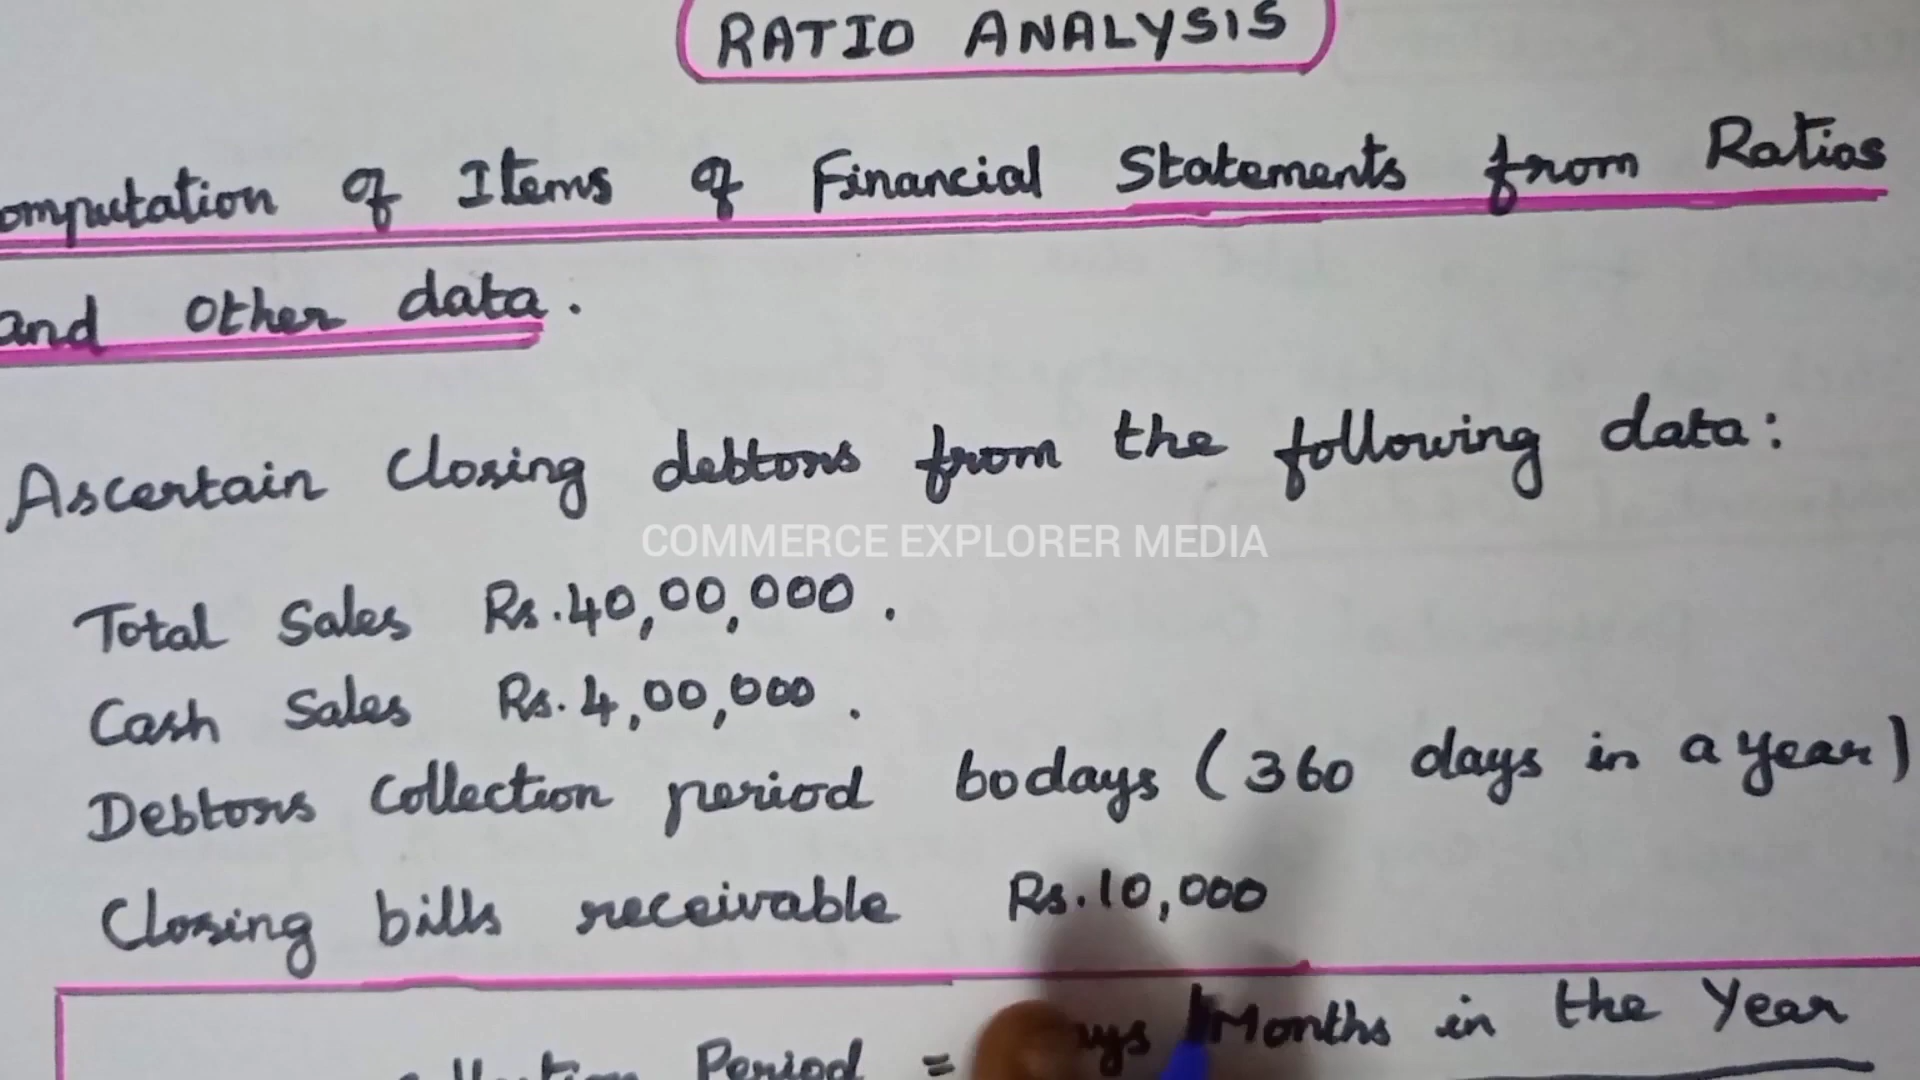 RATIO ANALYSIS
omputation of Items of Financial Statements from Ratios
and other data.
Ascertain Closing debtors from the following data:
COMMERCE EXPLORER MEDIA
Total Sales Rs.40,00,000.
Cash Sales Rs.4,00,000.
Debtors Collection period 60days (360 days in a year)
Closing bills receivable Rs.10,000
Period = Months in the Year